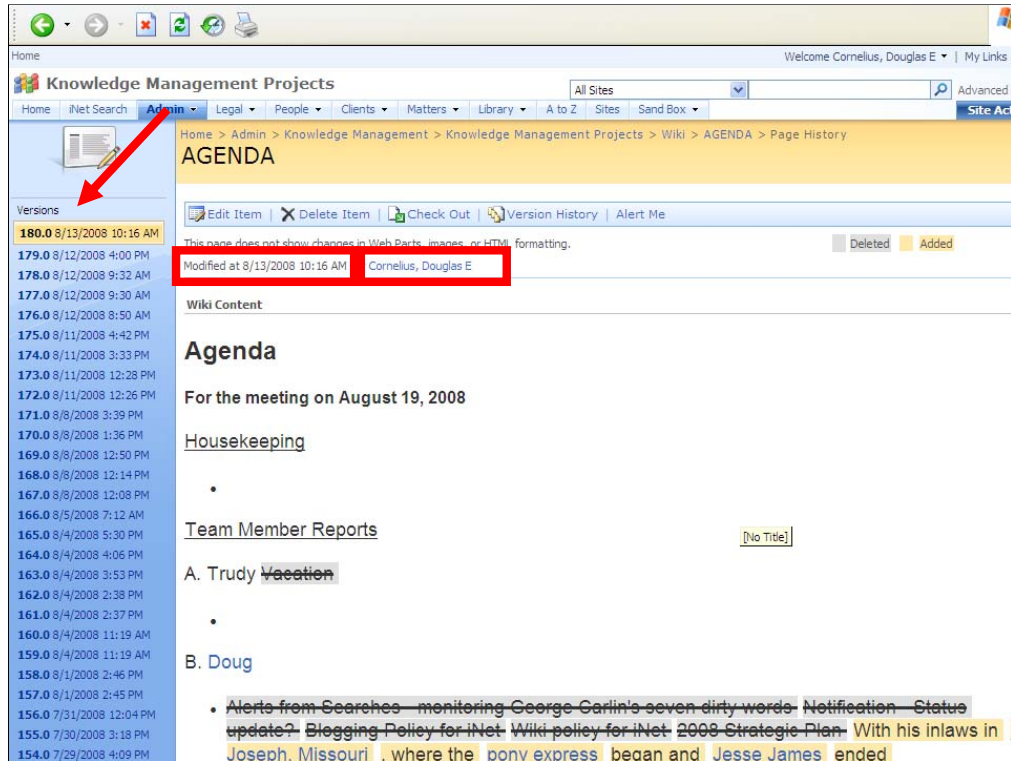 Home
Welcome Cornelius, Douglas E | My Links
Knowledge Management Projects
All Sites
Advanced
Home iNet Search Admin Legal People Clients Matters Library A to Z Sites Sand Box
Home > Admin > Knowledge Management > Knowledge Management Projects > Wiki > AGENDA > Page History
AGENDA
Versions
180.0 8/13/2008 10:16 AM
179.0 8/12/2008 4:00 PM
178.0 8/12/2008 9:32 AM
177.0 8/12/2008 9:30 AM
176.0 8/12/2008 8:50 AM
175.0 8/11/2008 4:42 PM
174.0 8/11/2008 3:33 PM
173.0 8/11/2008 12:28 PM
172.0 8/11/2008 12:26 PM
171.0 8/8/2008 3:39 PM
170.0 8/8/2008 1:36 PM
169.0 8/8/2008 12:50 PM
168.0 8/8/2008 12:14 PM
167.0 8/8/2008 12:08 PM
166.0 8/5/2008 7:12 AM
165.0 8/4/2008 5:30 PM
164.0 8/4/2008 4:06 PM
163.0 8/4/2008 3:53 PM
162.0 8/4/2008 2:38 PM
161.0 8/4/2008 2:37 PM
160.0 8/4/2008 11:19 AM
159.0 8/4/2008 11:19 AM
158.0 8/1/2008 2:46 PM
157.0 8/1/2008 2:45 PM
156.0 7/31/2008 12:04 PM
155.0 7/30/2008 3:18 PM
154.0 7/29/2008 4:09 PM
Edit Item | Delete Item | Check Out | Version History | Alert Me
This page does not show changes in Web Parts, images, or HTML formatting.
Deleted Added
Modified at 8/13/2008 10:16 AM Cornelius, Douglas E
Wiki Content
Agenda
For the meeting on August 19, 2008
Housekeeping
Team Member Reports
[No Title]
A. Trudy Vacation
B. Doug
Alerts from Searches - monitoring George Carlin's seven dirty words Notification Status
update? Blogging Policy for iNet Wiki policy for iNet 2008 Strategic Plan With his inlaws in
Joseph, Missouri , where the pony express began and Jesse James ended